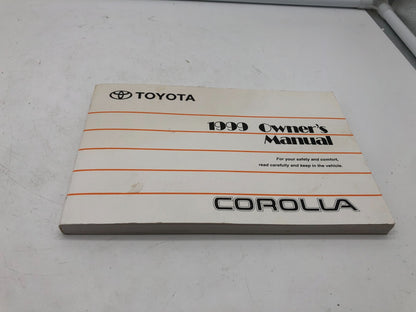 TOYOTA
1999 Owner's
Manual
For your safety and comfort,
read carefully and keep in the vehicle.
COROLLA